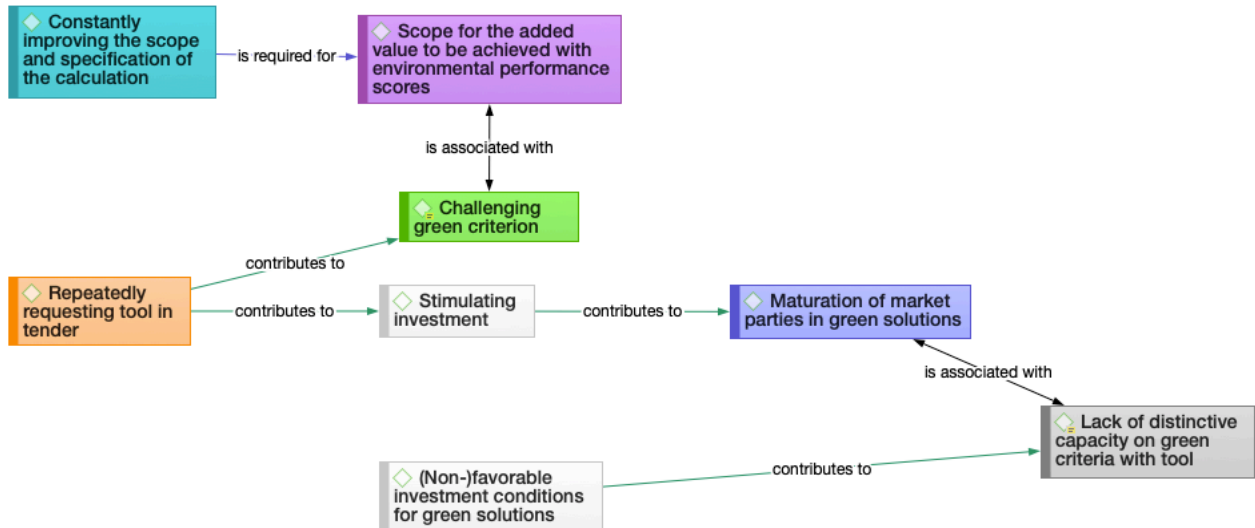 Constantly
improving the scope
and specification of
the calculation
is required for
Scope for the added
value to be achieved with
environmental performance
scores
is associated with
Challenging
green criterion
contributes to
Repeatedly
requesting tool in
tender
contributes to
Stimulating
investment
contributes to
Maturation of market
parties in green solutions
is associated with
Lack of distinctive
capacity on green
criteria with tool
contributes to
(Non-)favorable
investment conditions
for green solutions